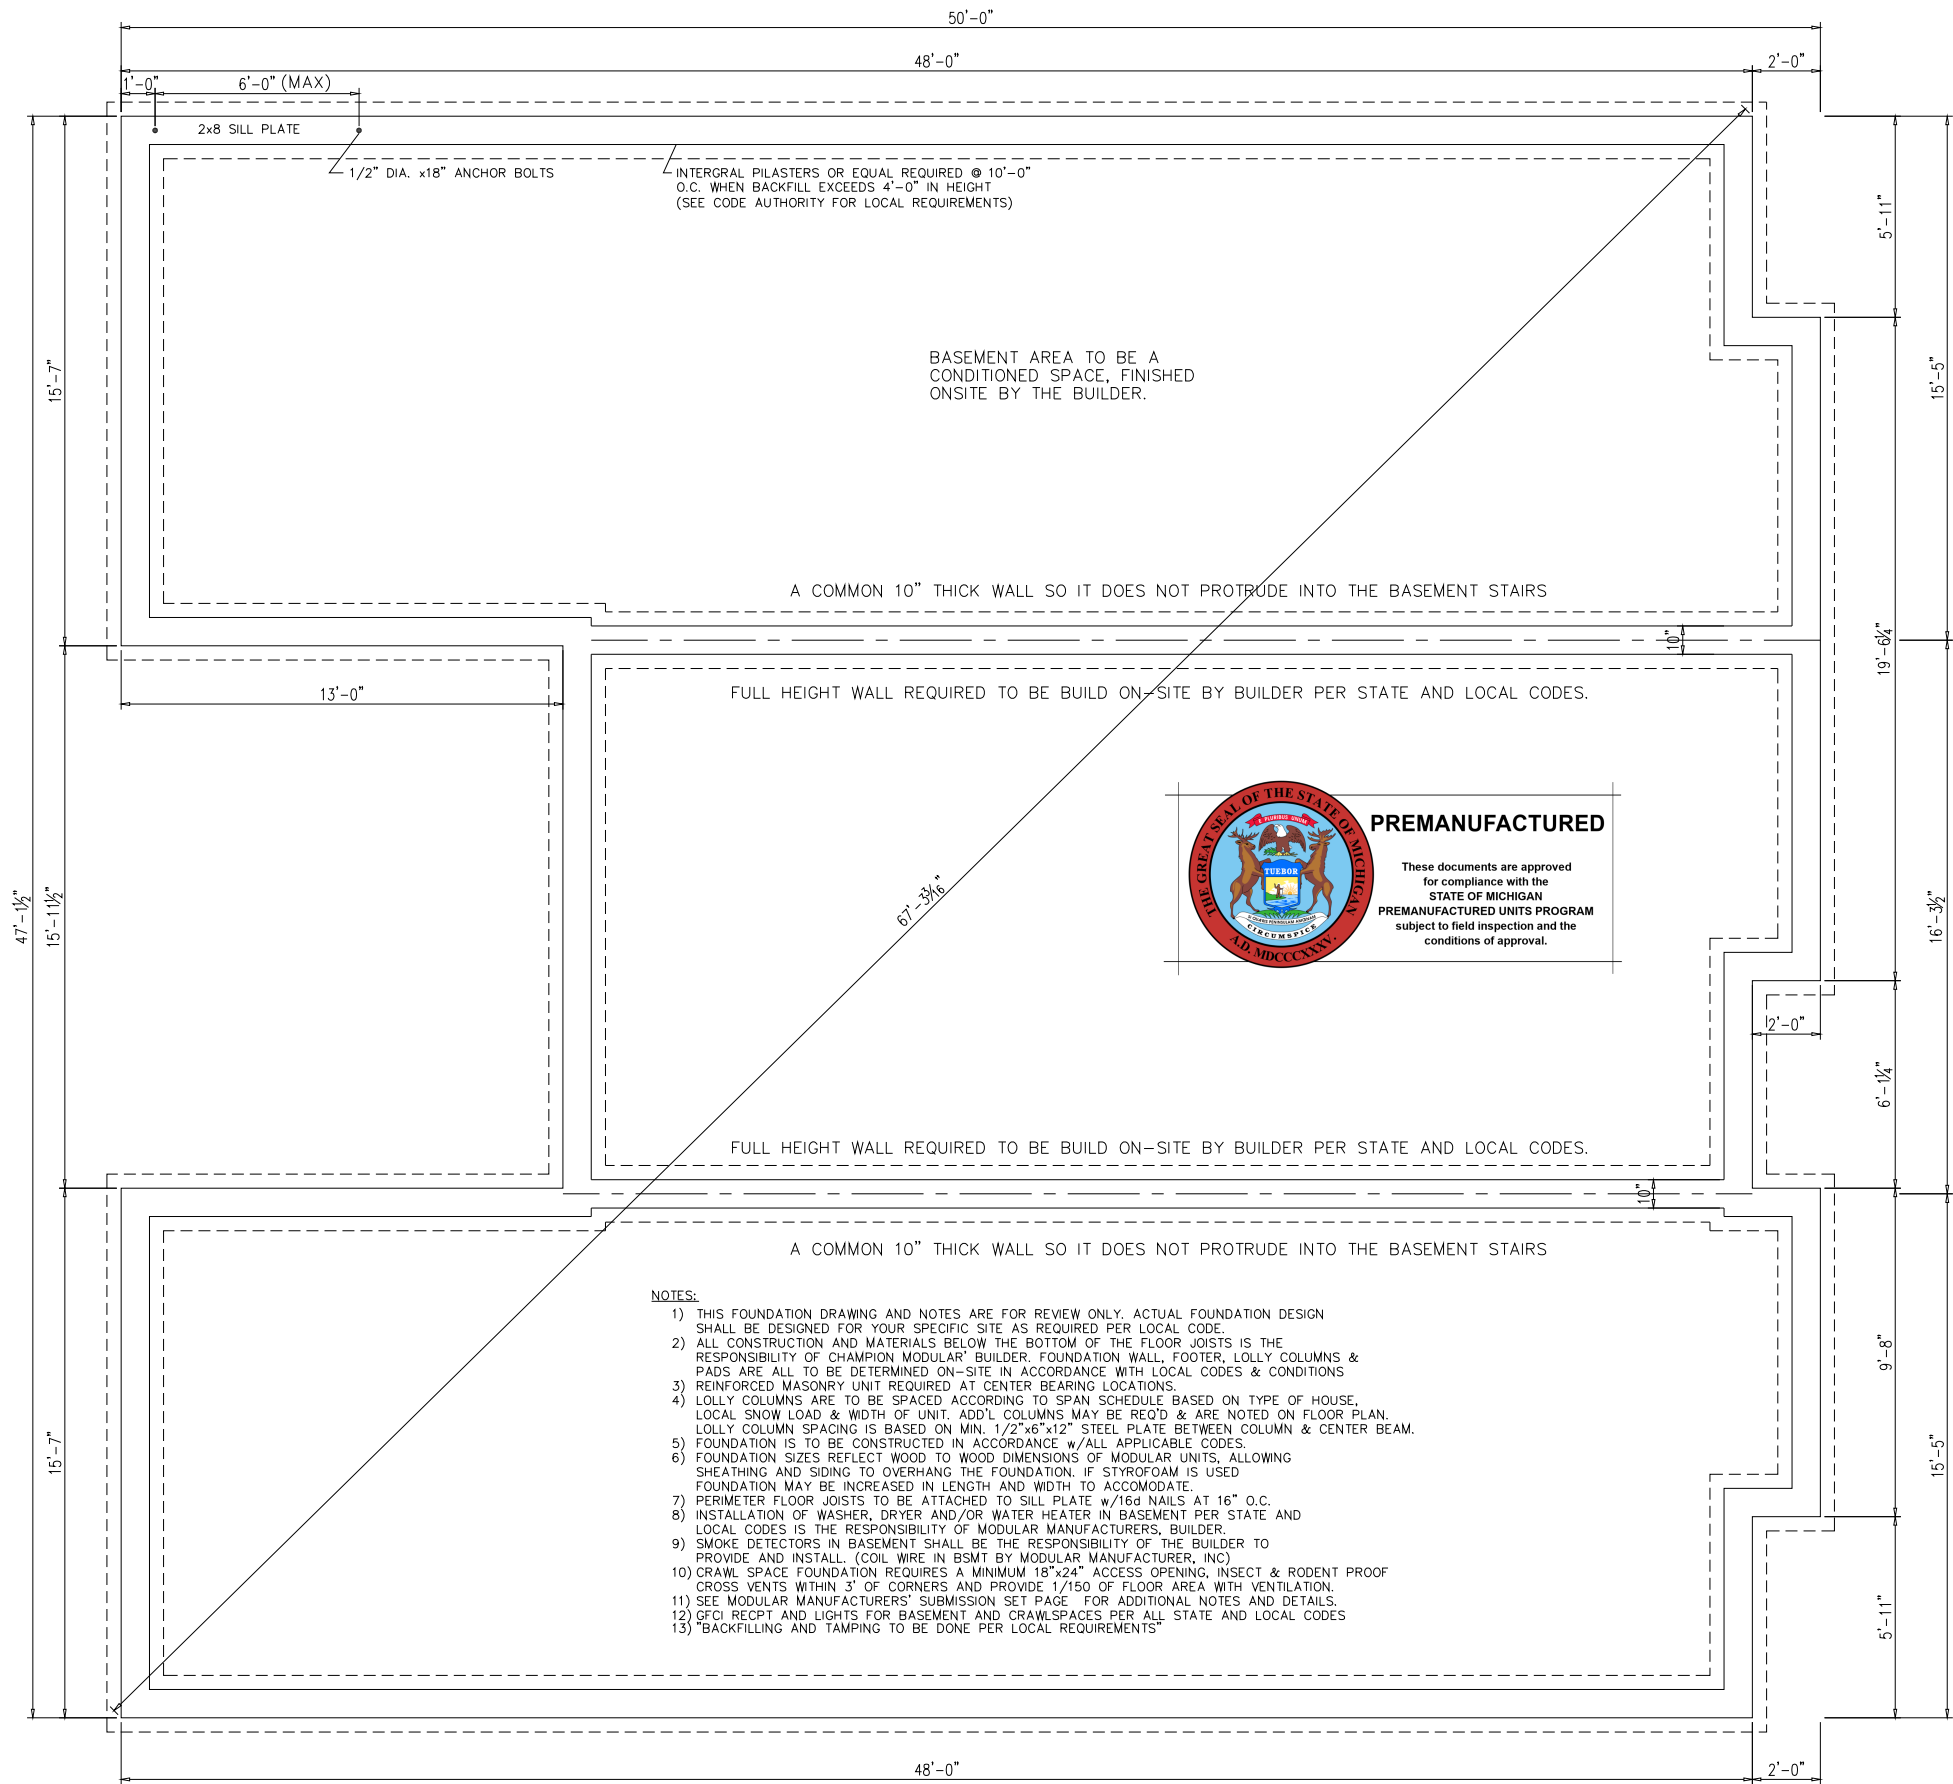 50'-0"
48'-0"
2'-0"
1'-0"
6'-0" (MAX)
2x8 SILL PLATE
1/2" DIA. x18" ANCHOR BOLTS
INTERGRAL PILASTERS OR EQUAL REQUIRED @ 10'-0"
O.C. WHEN BACKFILL EXCEEDS 4'-0" IN HEIGHT
(SEE CODE AUTHORITY FOR LOCAL REQUIREMENTS)
5'-11"
15'-7"
BASEMENT AREA TO BE A
CONDITIONED SPACE, FINISHED
ONSITE BY THE BUILDER.
15'-5"
A COMMON 10" THICK WALL SO IT DOES NOT PROTRUDE INTO THE BASEMENT STAIRS
10"
19'-6 1/4"
13'-0"
FULL HEIGHT WALL REQUIRED TO BE BUILD ON-SITE BY BUILDER PER STATE AND LOCAL CODES.
THE GREAT SEAL OF THE STATE OF MICHIGAN
E PLURIBUS UNUM
TUEBOR
SI QUAERIS PENINSULAM AMOENAM
CIRCUMSPICE
A.D. MDCCCXXXV.
PREMANUFACTURED
These documents are approved
for compliance with the
STATE OF MICHIGAN
PREMANUFACTURED UNITS PROGRAM
subject to field inspection and the
conditions of approval.
47'-1 1/2"
15'-11 1/2"
67'-3 3/16"
16'-3 1/2"
2'-0"
6'-1 1/4"
FULL HEIGHT WALL REQUIRED TO BE BUILD ON-SITE BY BUILDER PER STATE AND LOCAL CODES.
10"
A COMMON 10" THICK WALL SO IT DOES NOT PROTRUDE INTO THE BASEMENT STAIRS
9'-8"
15'-7"
15'-5"
5'-11"
NOTES:
1) THIS FOUNDATION DRAWING AND NOTES ARE FOR REVIEW ONLY. ACTUAL FOUNDATION DESIGN
SHALL BE DESIGNED FOR YOUR SPECIFIC SITE AS REQUIRED PER LOCAL CODE.
2) ALL CONSTRUCTION AND MATERIALS BELOW THE BOTTOM OF THE FLOOR JOISTS IS THE
RESPONSIBILITY OF CHAMPION MODULAR' BUILDER. FOUNDATION WALL, FOOTER, LOLLY COLUMNS &
PADS ARE ALL TO BE DETERMINED ON-SITE IN ACCORDANCE WITH LOCAL CODES & CONDITIONS
3) REINFORCED MASONRY UNIT REQUIRED AT CENTER BEARING LOCATIONS.
4) LOLLY COLUMNS ARE TO BE SPACED ACCORDING TO SPAN SCHEDULE BASED ON TYPE OF HOUSE,
LOCAL SNOW LOAD & WIDTH OF UNIT. ADD'L COLUMNS MAY BE REQ'D & ARE NOTED ON FLOOR PLAN.
LOLLY COLUMN SPACING IS BASED ON MIN. 1/2"x6"x12" STEEL PLATE BETWEEN COLUMN & CENTER BEAM.
5) FOUNDATION IS TO BE CONSTRUCTED IN ACCORDANCE w/ALL APPLICABLE CODES.
6) FOUNDATION SIZES REFLECT WOOD TO WOOD DIMENSIONS OF MODULAR UNITS, ALLOWING
SHEATHING AND SIDING TO OVERHANG THE FOUNDATION. IF STYROFOAM IS USED
FOUNDATION MAY BE INCREASED IN LENGTH AND WIDTH TO ACCOMODATE.
7) PERIMETER FLOOR JOISTS TO BE ATTACHED TO SILL PLATE w/16d NAILS AT 16" O.C.
8) INSTALLATION OF WASHER, DRYER AND/OR WATER HEATER IN BASEMENT PER STATE AND
LOCAL CODES IS THE RESPONSIBILITY OF MODULAR MANUFACTURERS, BUILDER.
9) SMOKE DETECTORS IN BASEMENT SHALL BE THE RESPONSIBILITY OF THE BUILDER TO
PROVIDE AND INSTALL. (COIL WIRE IN BSMT BY MODULAR MANUFACTURER, INC)
10) CRAWL SPACE FOUNDATION REQUIRES A MINIMUM 18"x24" ACCESS OPENING, INSECT & RODENT PROOF
CROSS VENTS WITHIN 3' OF CORNERS AND PROVIDE 1/150 OF FLOOR AREA WITH VENTILATION.
11) SEE MODULAR MANUFACTURERS' SUBMISSION SET PAGE FOR ADDITIONAL NOTES AND DETAILS.
12) GFCI RECPT AND LIGHTS FOR BASEMENT AND CRAWLSPACES PER ALL STATE AND LOCAL CODES
13) "BACKFILLING AND TAMPING TO BE DONE PER LOCAL REQUIREMENTS"
48'-0"
2'-0"